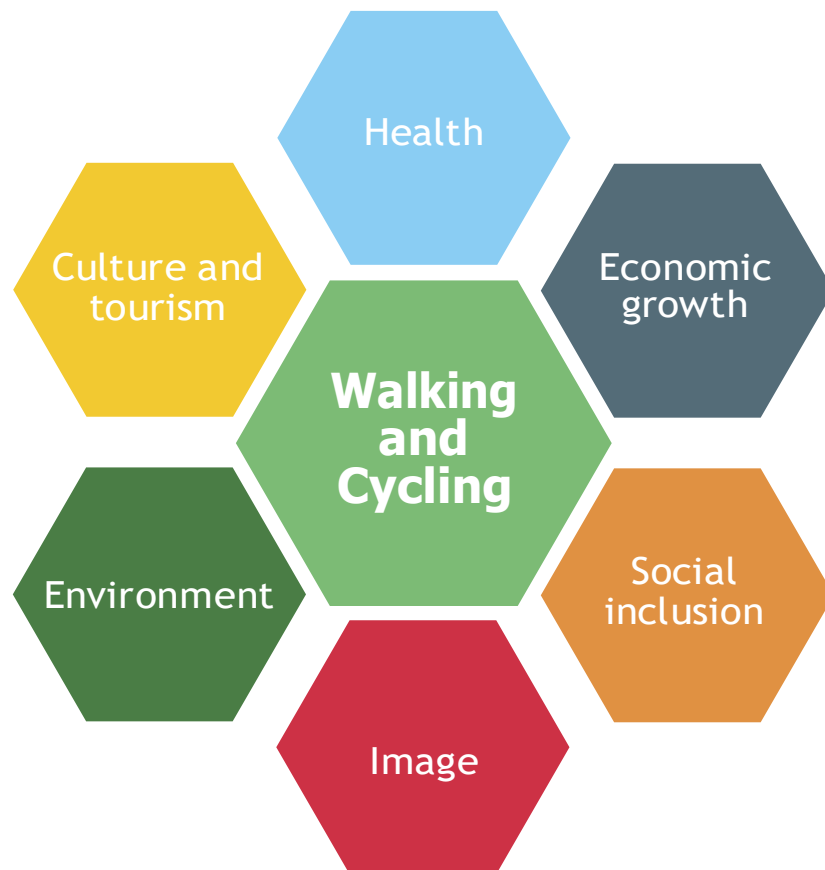 Health
Culture and
tourism
Economic
growth
Walking
and
Cycling
Environment
Social
inclusion
Image